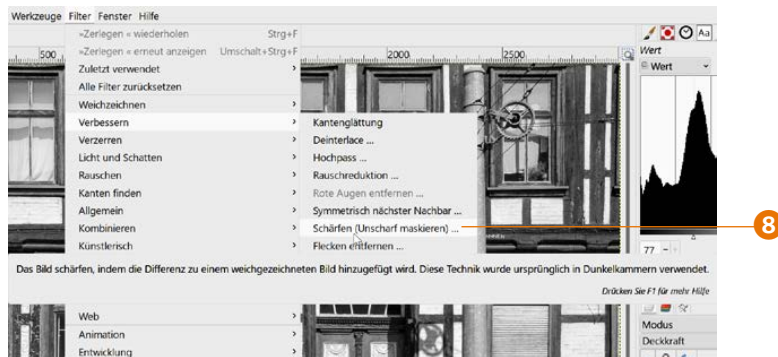 Werkzeuge Filter Fenster Hilfe
»Zerlegen « wiederholen Strg+F
»Zerlegen « erneut anzeigen Umschalt+Strg+F
Zuletzt verwendet
Alle Filter zurücksetzen
Weichzeichnen
Verbessern
Verzerren
Licht und Schatten
Rauschen
Kanten finden
Allgemein
Kombinieren
Künstlerisch
Kantenglättung
Deinterlace ...
Hochpass ...
Rauschreduktion ...
Rote Augen entfernen ...
Symmetrisch nächster Nachbar ...
Schärfen (Unscharf maskieren) ...
Flecken entfernen ...
8
500
2000
2500
Aa
Wert
Wert
77
Das Bild schärfen, indem die Differenz zu einem weichgezeichneten Bild hinzugefügt wird. Diese Technik wurde ursprünglich in Dunkelkammern verwendet.
Drücken Sie F1 für mehr Hilfe
Web
Animation
Entwicklung
Modus
Deckkraft